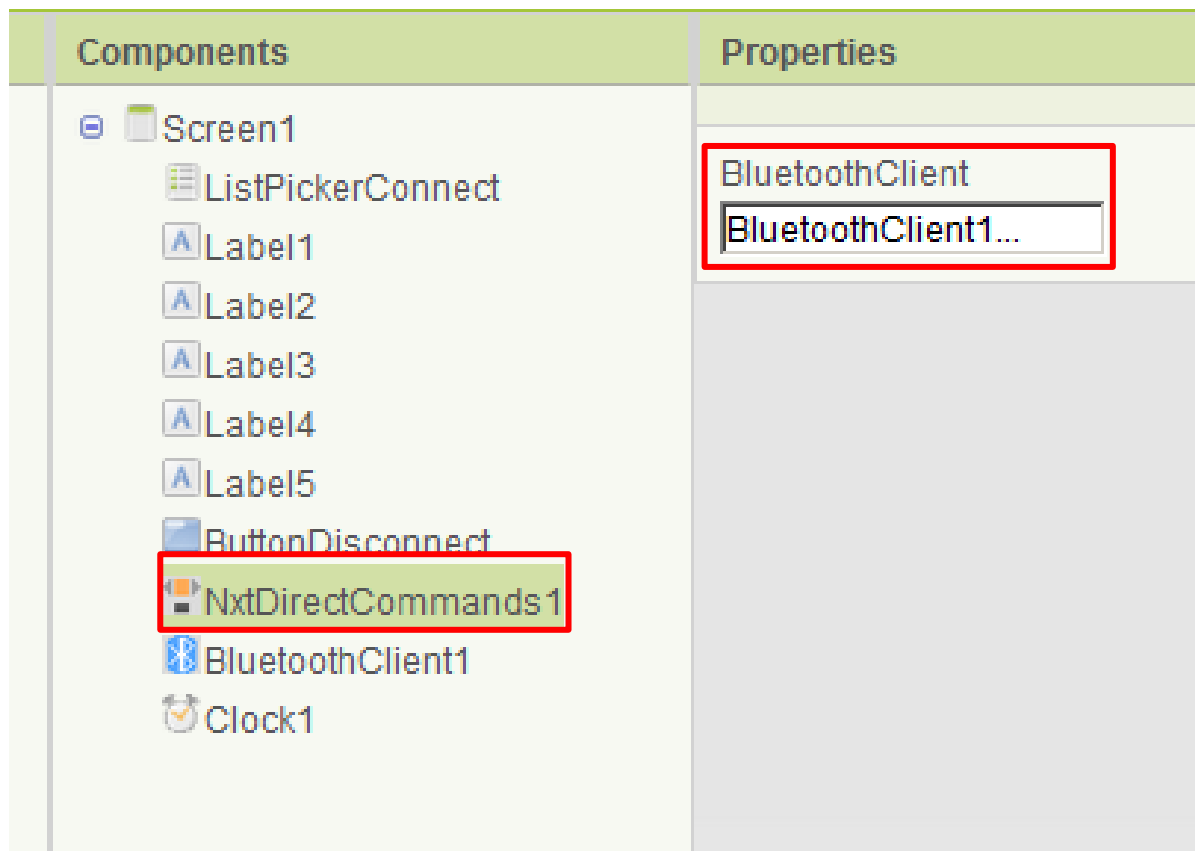 Components
Properties
Screen1
ListPickerConnect
Label1
Label2
Label3
Label4
Label5
ButtonDisconnect
NxtDirectCommands1
BluetoothClient1
Clock1
BluetoothClient
BluetoothClient1...